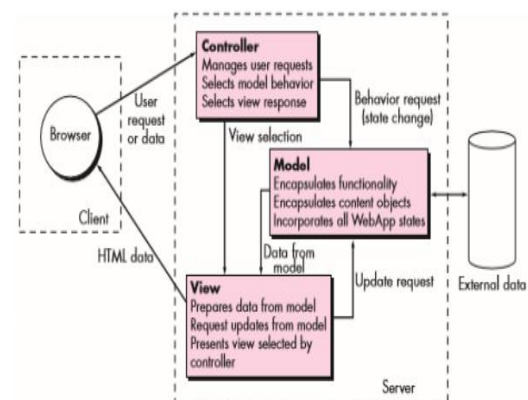 Controller
Manages user requests
Selects model behavior
Selects view response
User
request
or data
Browser
Client
Behavior request
(state change)
View selection
Model
Encapsulates functionality
Encapsulates content objects
Incorporates all WebApp states
HTML data
Data from
model
Update request
External data
View
Prepares data from model
Request updates from model
Presents view selected by
controller
Server